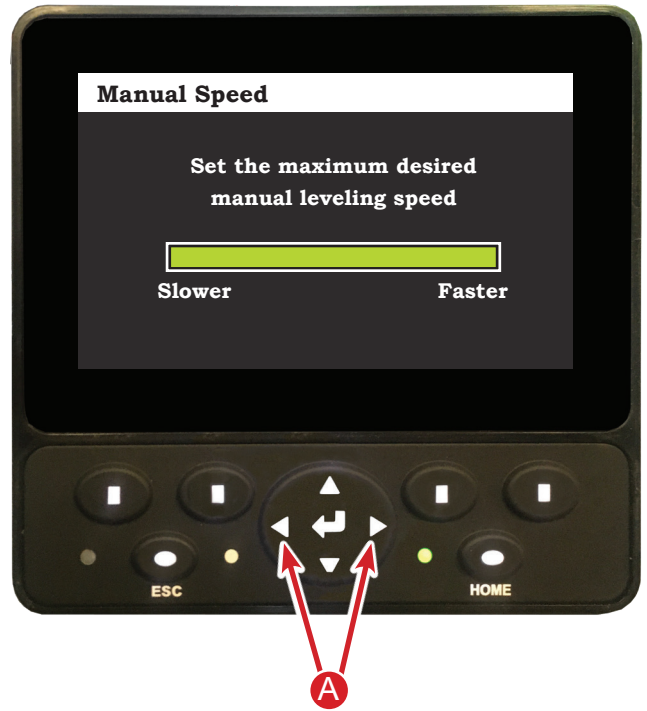 Manual Speed
Set the maximum desired
manual leveling speed
Slower Faster
ESC HOME
A